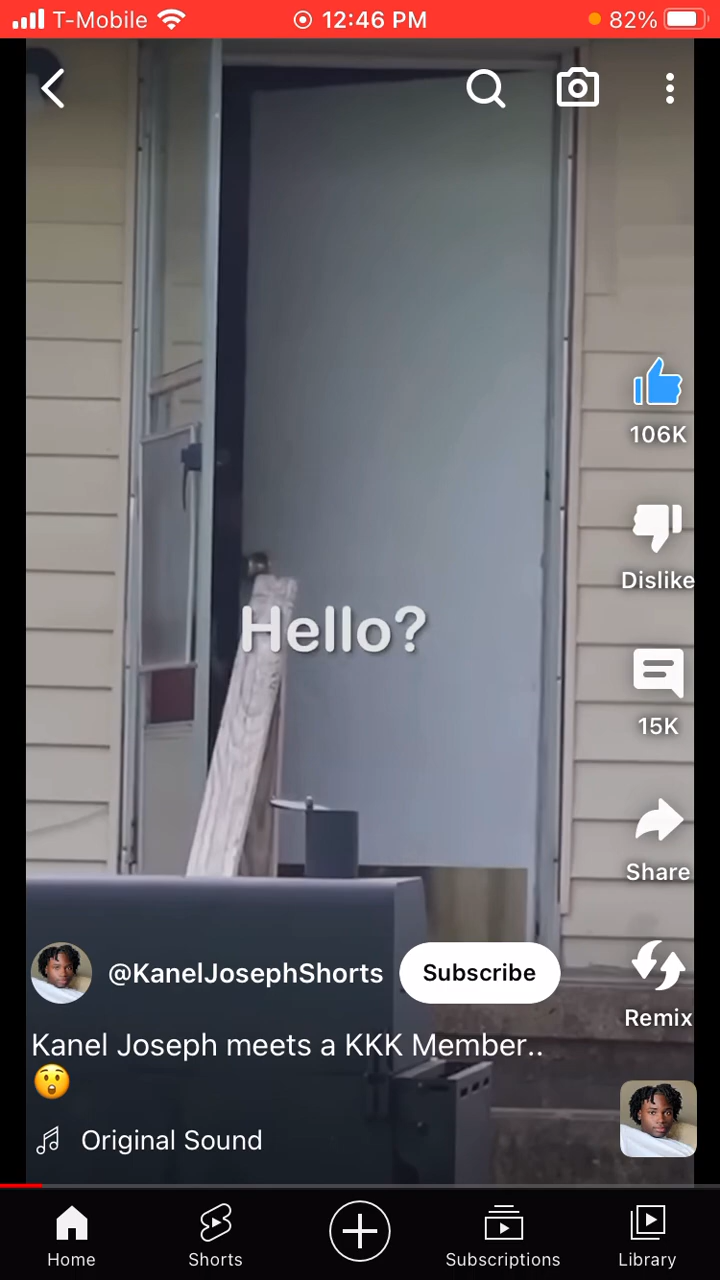 T-Mobile 12:46 PM 82%
106K
Dislike
Hello?
15K
Share
@KanelJosephShorts Subscribe
Remix
Kanel Joseph meets a KKK Member..
😲
Original Sound
Home Shorts Subscriptions Library